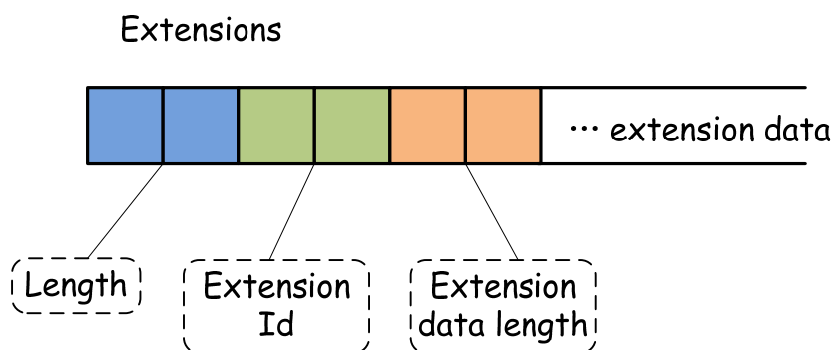 Extensions
··· extension data
Length
Extension
Id
Extension
data length